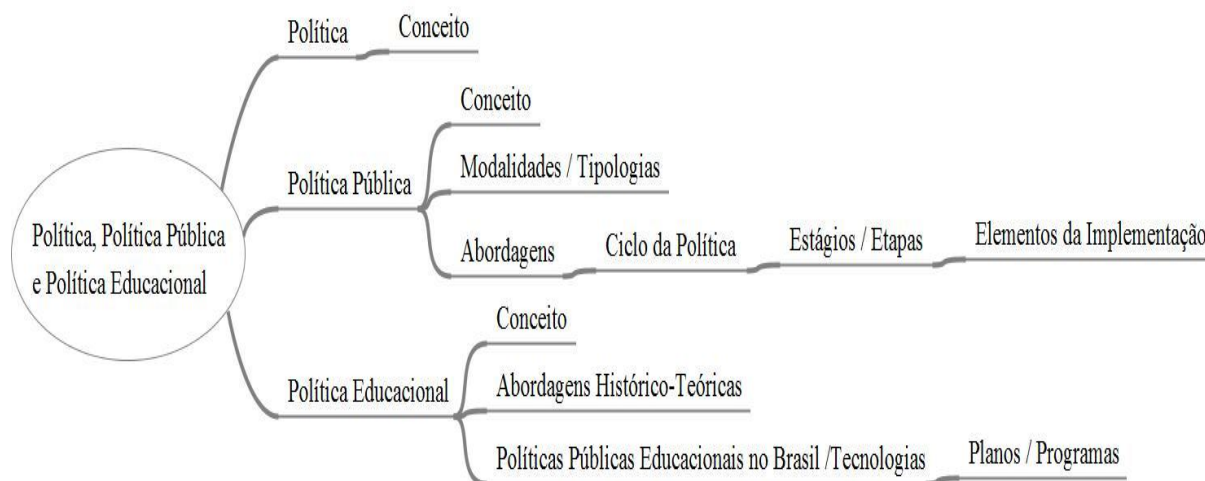 Política, Política Pública
e Política Educacional
Política
Conceito
Política Pública
Conceito
Modalidades / Tipologias
Abordagens
Ciclo da Política
Estágios / Etapas
Elementos da Implementação
Política Educacional
Conceito
Abordagens Histórico-Teóricas
Políticas Públicas Educacionais no Brasil /Tecnologias
Planos / Programas